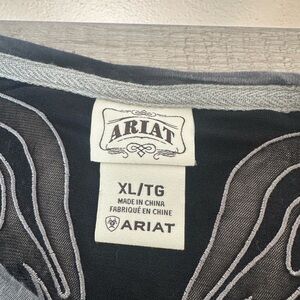 ARIAT
XL/TG
MADE IN CHINA
FABRIQUÉ EN CHINE
ARIAT